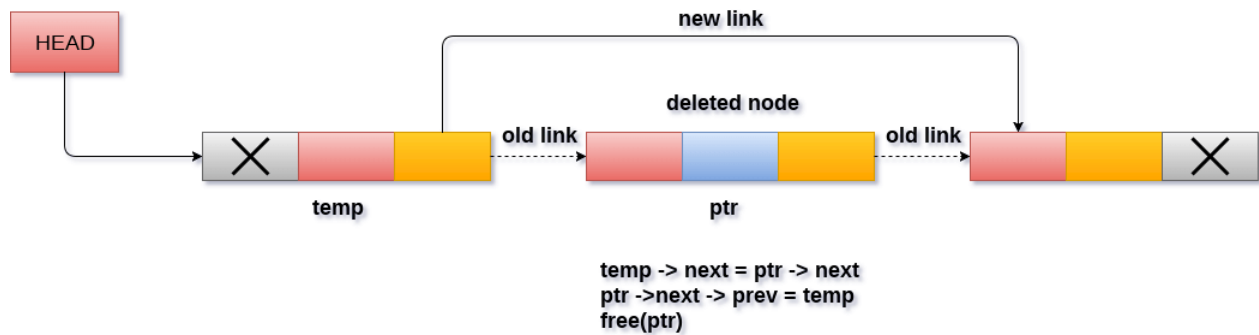 new link
HEAD
deleted node
old link
old link
temp
ptr
temp -> next = ptr -> next
ptr ->next -> prev = temp
free(ptr)